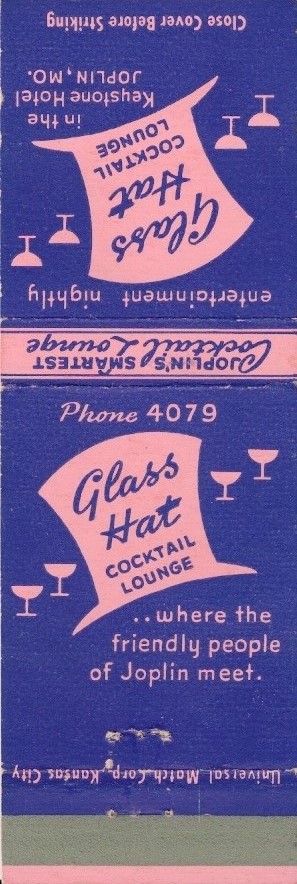 Close Cover Before Striking
in the
Keystone Hotel
JOPLIN, MO.
Glass
Hat
COCKTAIL
LOUNGE
entertainment nightly
JOPLIN'S SMARTEST
Cocktail Lounge
Phone 4079
Glass
Hat
COCKTAIL
LOUNGE
..where the
friendly people
of Joplin meet.
Universal Match Corp. Kansas City